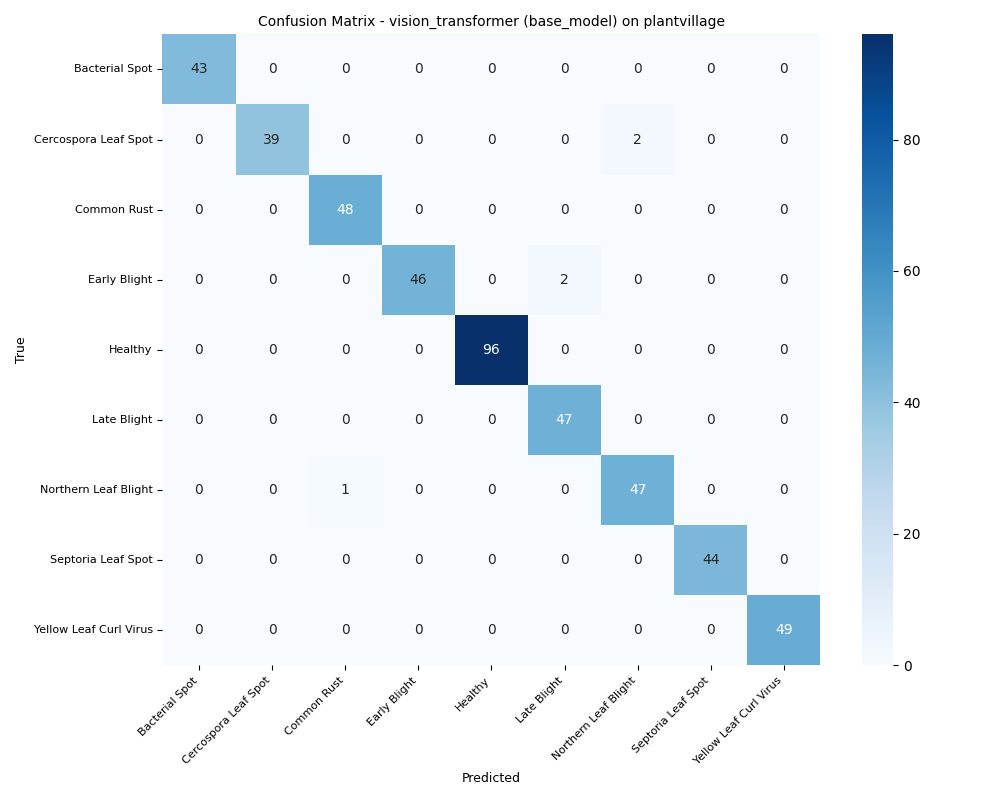 Confusion Matrix - vision_transformer (base_model) on plantvillage
True
Bacterial Spot 43 0 0 0 0 0 0 0 0
Cercospora Leaf Spot 0 39 0 0 0 0 2 0 0
Common Rust 0 0 48 0 0 0 0 0 0
Early Blight 0 0 0 46 0 2 0 0 0
Healthy 0 0 0 0 96 0 0 0 0
Late Blight 0 0 0 0 0 47 0 0 0
Northern Leaf Blight 0 0 1 0 0 0 47 0 0
Septoria Leaf Spot 0 0 0 0 0 0 0 44 0
Yellow Leaf Curl Virus 0 0 0 0 0 0 0 0 49
Bacterial Spot
Cercospora Leaf Spot
Common Rust
Early Blight
Healthy
Late Blight
Northern Leaf Blight
Septoria Leaf Spot
Yellow Leaf Curl Virus
Predicted
80
60
40
20
0